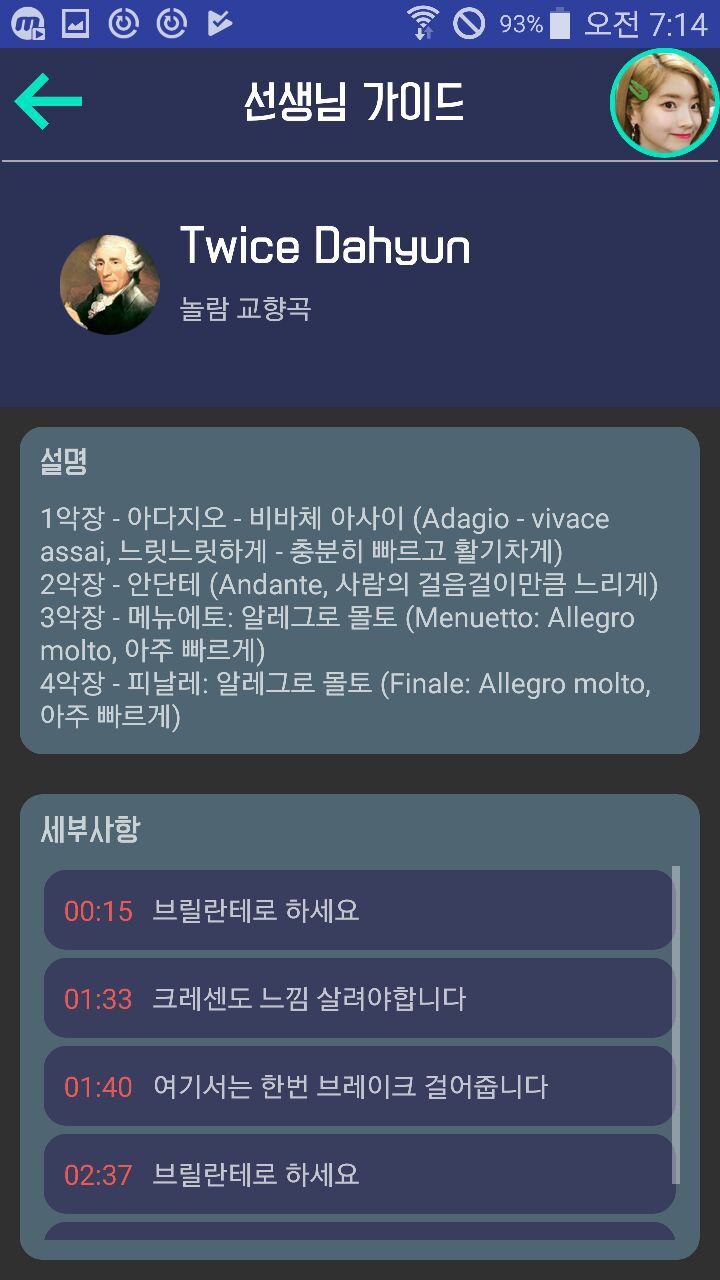 93% 오전 7:14
선생님 가이드
Twice Dahyun
놀람 교향곡
설명
1악장 - 아다지오 - 비바체 아사이 (Adagio - vivace
assai, 느릿느릿하게 - 충분히 빠르고 활기차게)
2악장 - 안단테 (Andante, 사람의 걸음걸이만큼 느리게)
3악장 - 메뉴에토: 알레그로 몰토 (Menuetto: Allegro
molto, 아주 빠르게)
4악장 - 피날레: 알레그로 몰토 (Finale: Allegro molto,
아주 빠르게)
세부사항
00:15 브릴란테로 하세요
01:33 크레센도 느낌 살려야합니다
01:40 여기서는 한번 브레이크 걸어줍니다
02:37 브릴란테로 하세요